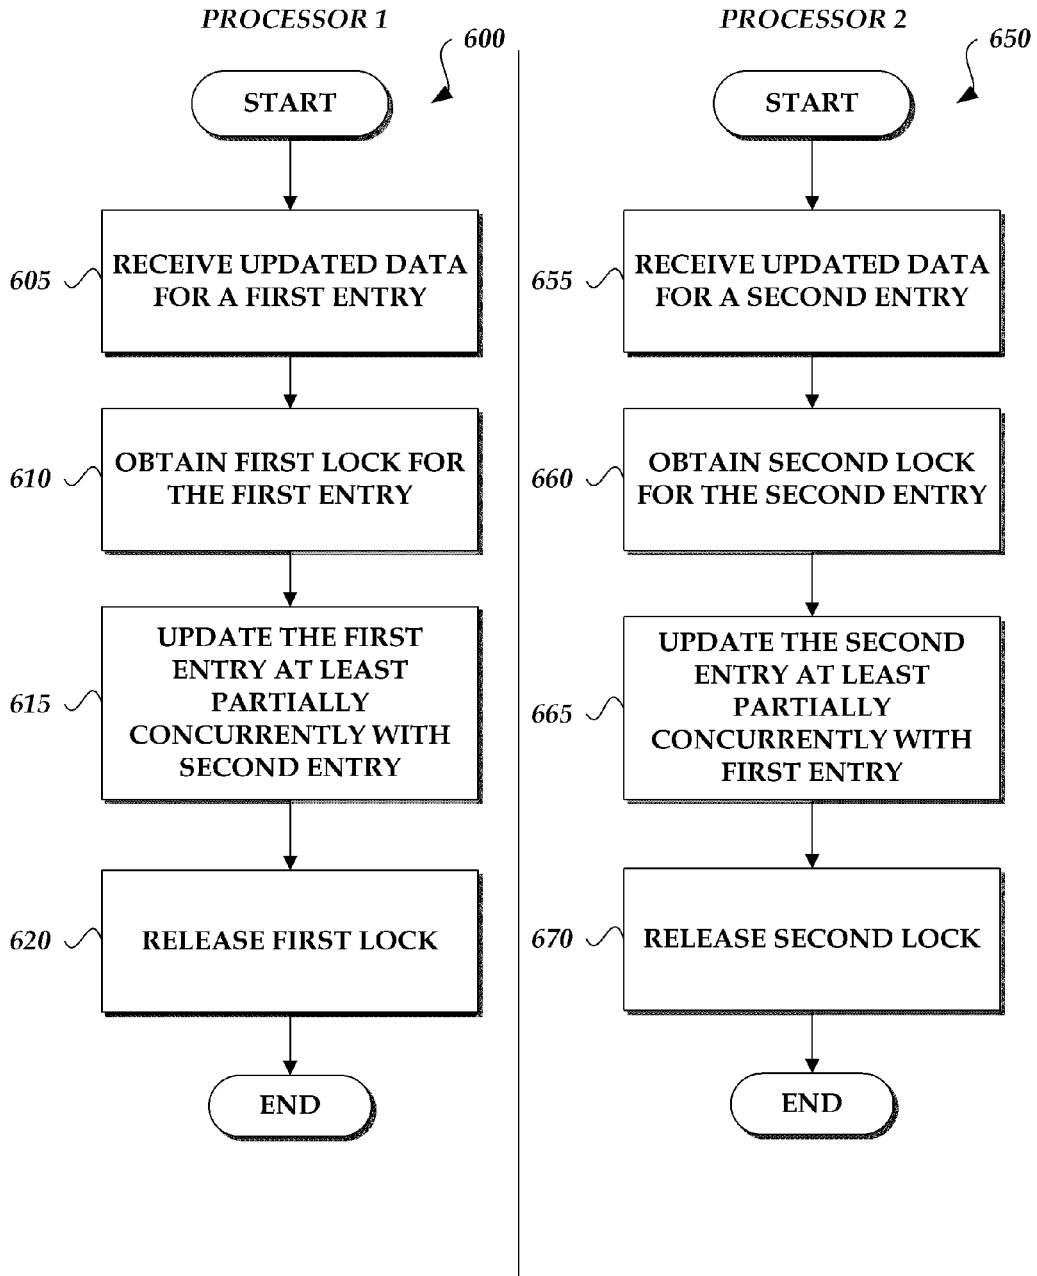 PROCESSOR 1
600
START
605
RECEIVE UPDATED DATA
FOR A FIRST ENTRY
610
OBTAIN FIRST LOCK FOR
THE FIRST ENTRY
615
UPDATE THE FIRST
ENTRY AT LEAST
PARTIALLY
CONCURRENTLY WITH
SECOND ENTRY
620
RELEASE FIRST LOCK
END
PROCESSOR 2
650
START
655
RECEIVE UPDATED DATA
FOR A SECOND ENTRY
660
OBTAIN SECOND LOCK
FOR THE SECOND ENTRY
665
UPDATE THE SECOND
ENTRY AT LEAST
PARTIALLY
CONCURRENTLY WITH
FIRST ENTRY
670
RELEASE SECOND LOCK
END